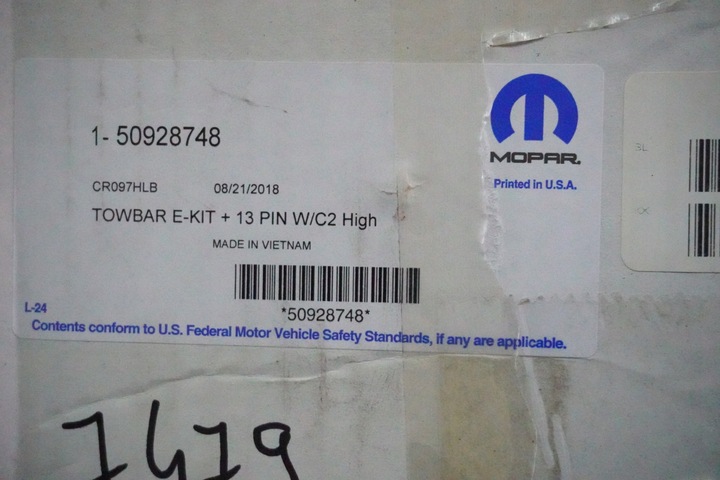 1- 50928748
MOPAR.
Printed in U.S.A.
CR097HLB 08/21/2018
TOWBAR E-KIT + 13 PIN W/C2 High
MADE IN VIETNAM
*50928748*
L-24
Contents conform to U.S. Federal Motor Vehicle Safety Standards, if any are applicable.
1419
3L